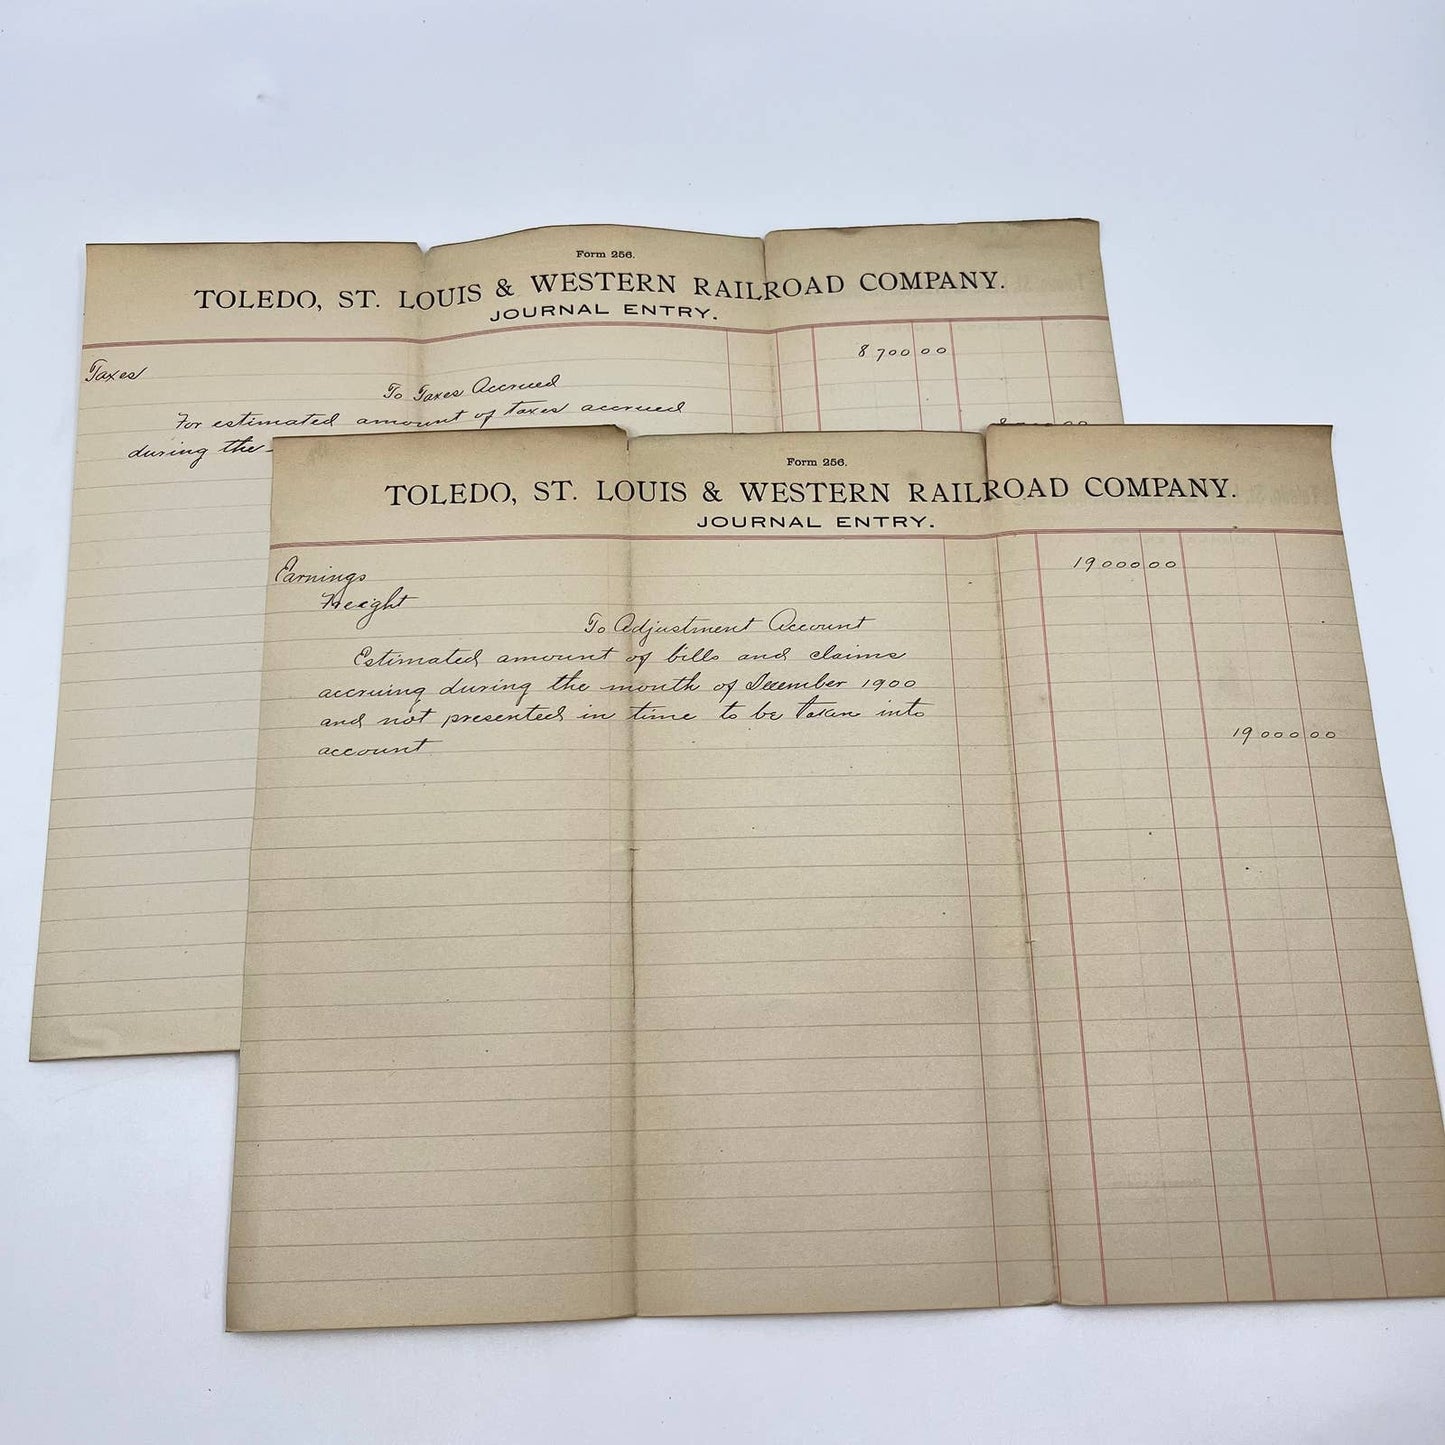 Form 256.
TOLEDO, ST. LOUIS & WESTERN RAILROAD COMPANY.
JOURNAL ENTRY.
Taxes 8700 00
To Taxes Accrued
For estimated amount of taxes accrued
during the
Form 256.
TOLEDO, ST. LOUIS & WESTERN RAILROAD COMPANY.
JOURNAL ENTRY.
Earnings 19000 00
Freight
To Adjustment Account
Estimated amount of bills and claims
accruing during the month of December 1900
and not presented in time to be taken into
account 19000 00